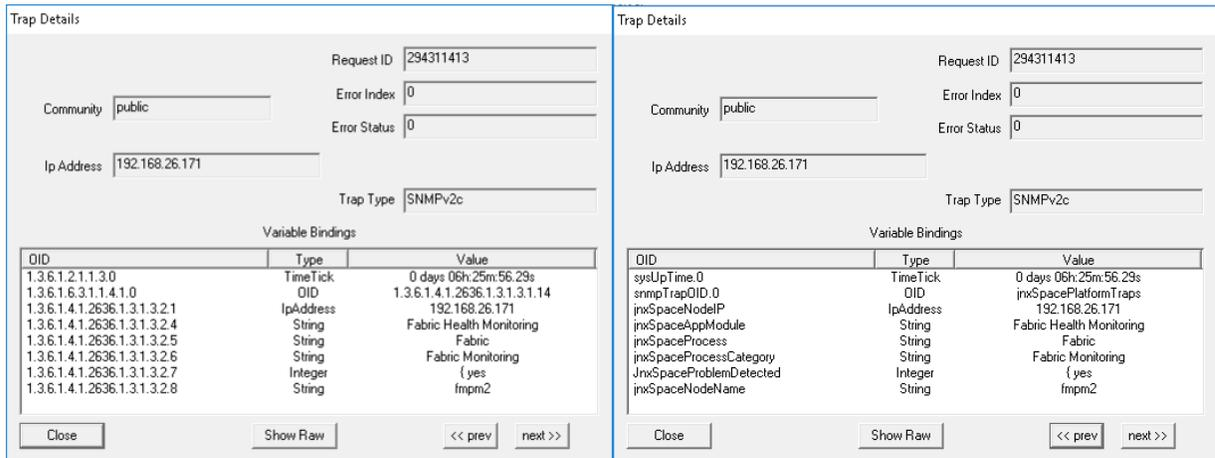 Trap Details
Request ID 294311413
Error Index 0
Community public
Error Status 0
Ip Address 192.168.26.171
Trap Type SNMPv2c
Variable Bindings
OID Type Value
1.3.6.1.2.1.1.3.0 TimeTick 0 days 06h:25m:56.29s
1.3.6.1.6.3.1.1.4.1.0 OID 1.3.6.1.4.1.2636.1.3.1.3.1.14
1.3.6.1.4.1.2636.1.3.1.3.2.1 IpAddress 192.168.26.171
1.3.6.1.4.1.2636.1.3.1.3.2.4 String Fabric Health Monitoring
1.3.6.1.4.1.2636.1.3.1.3.2.5 String Fabric
1.3.6.1.4.1.2636.1.3.1.3.2.6 String Fabric Monitoring
1.3.6.1.4.1.2636.1.3.1.3.2.7 Integer { yes
1.3.6.1.4.1.2636.1.3.1.3.2.8 String fmpm2
Close Show Raw << prev next >>
Trap Details
Request ID 294311413
Error Index 0
Community public
Error Status 0
Ip Address 192.168.26.171
Trap Type SNMPv2c
Variable Bindings
OID Type Value
sysUpTime.0 TimeTick 0 days 06h:25m:56.29s
snmpTrapOID.0 OID jnxSpacePlatformTraps
jnxSpaceNodeIP IpAddress 192.168.26.171
jnxSpaceAppModule String Fabric Health Monitoring
jnxSpaceProcess String Fabric
jnxSpaceProcessCategory String Fabric Monitoring
JnxSpaceProblemDetected Integer { yes
jnxSpaceNodeName String fmpm2
Close Show Raw << prev next >>